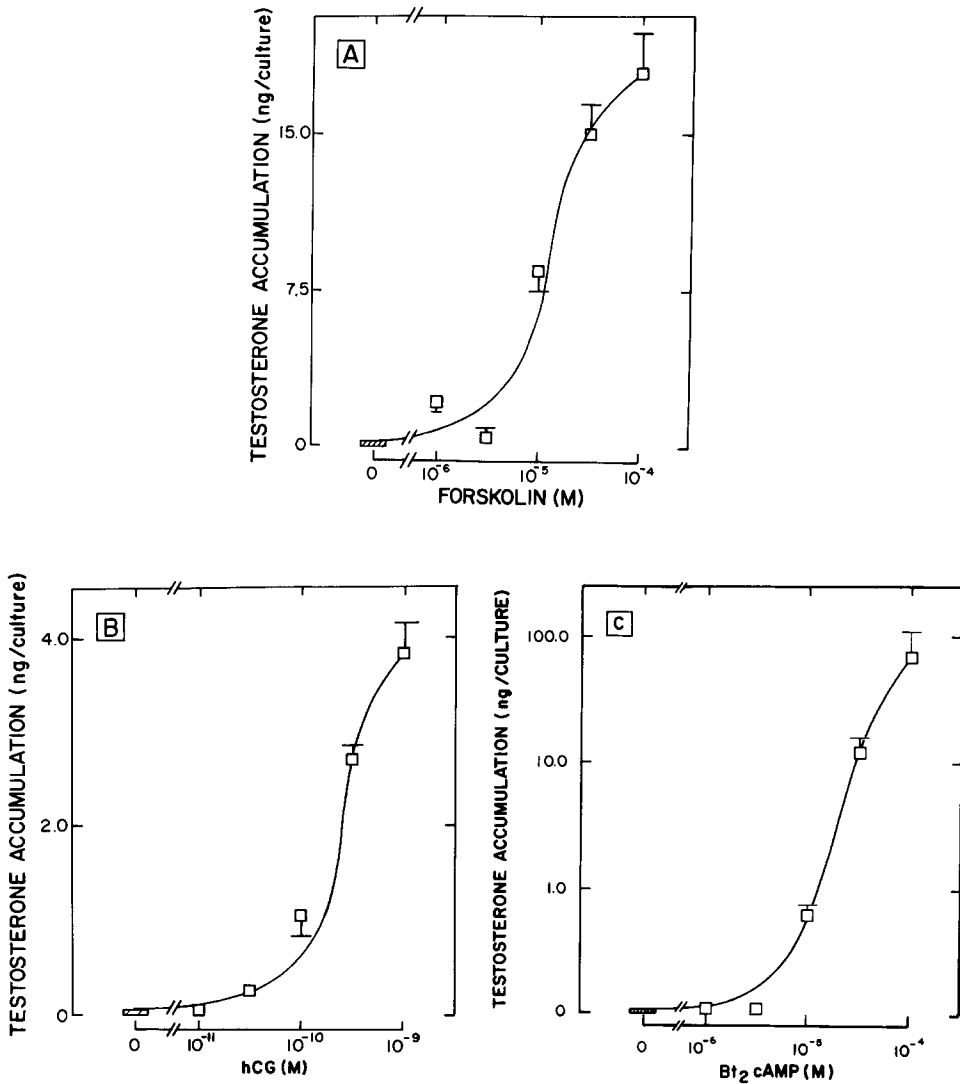 A
TESTOSTERONE ACCUMULATION (ng/culture)
15.0
7.5
0
0
10⁻⁶
10⁻⁵
10⁻⁴
FORSKOLIN (M)
B
TESTOSTERONE ACCUMULATION (ng/culture)
4.0
2.0
0
0
10⁻¹¹
10⁻¹⁰
10⁻⁹
hCG (M)
C
TESTOSTERONE ACCUMULATION (ng/CULTURE)
100.0
10.0
1.0
0
0
10⁻⁶
10⁻⁵
10⁻⁴
Bt₂ cAMP (M)